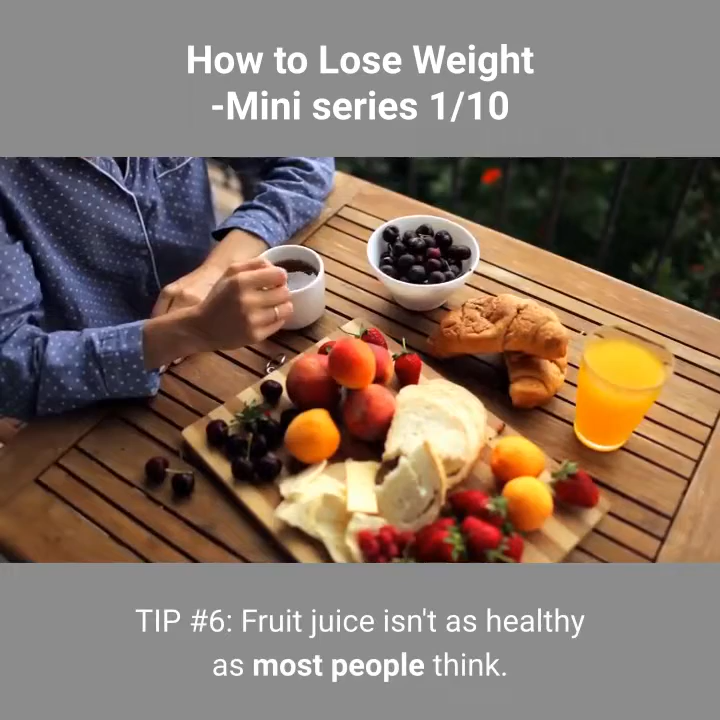 How to Lose Weight
-Mini series 1/10
TIP #6: Fruit juice isn't as healthy
as most people think.